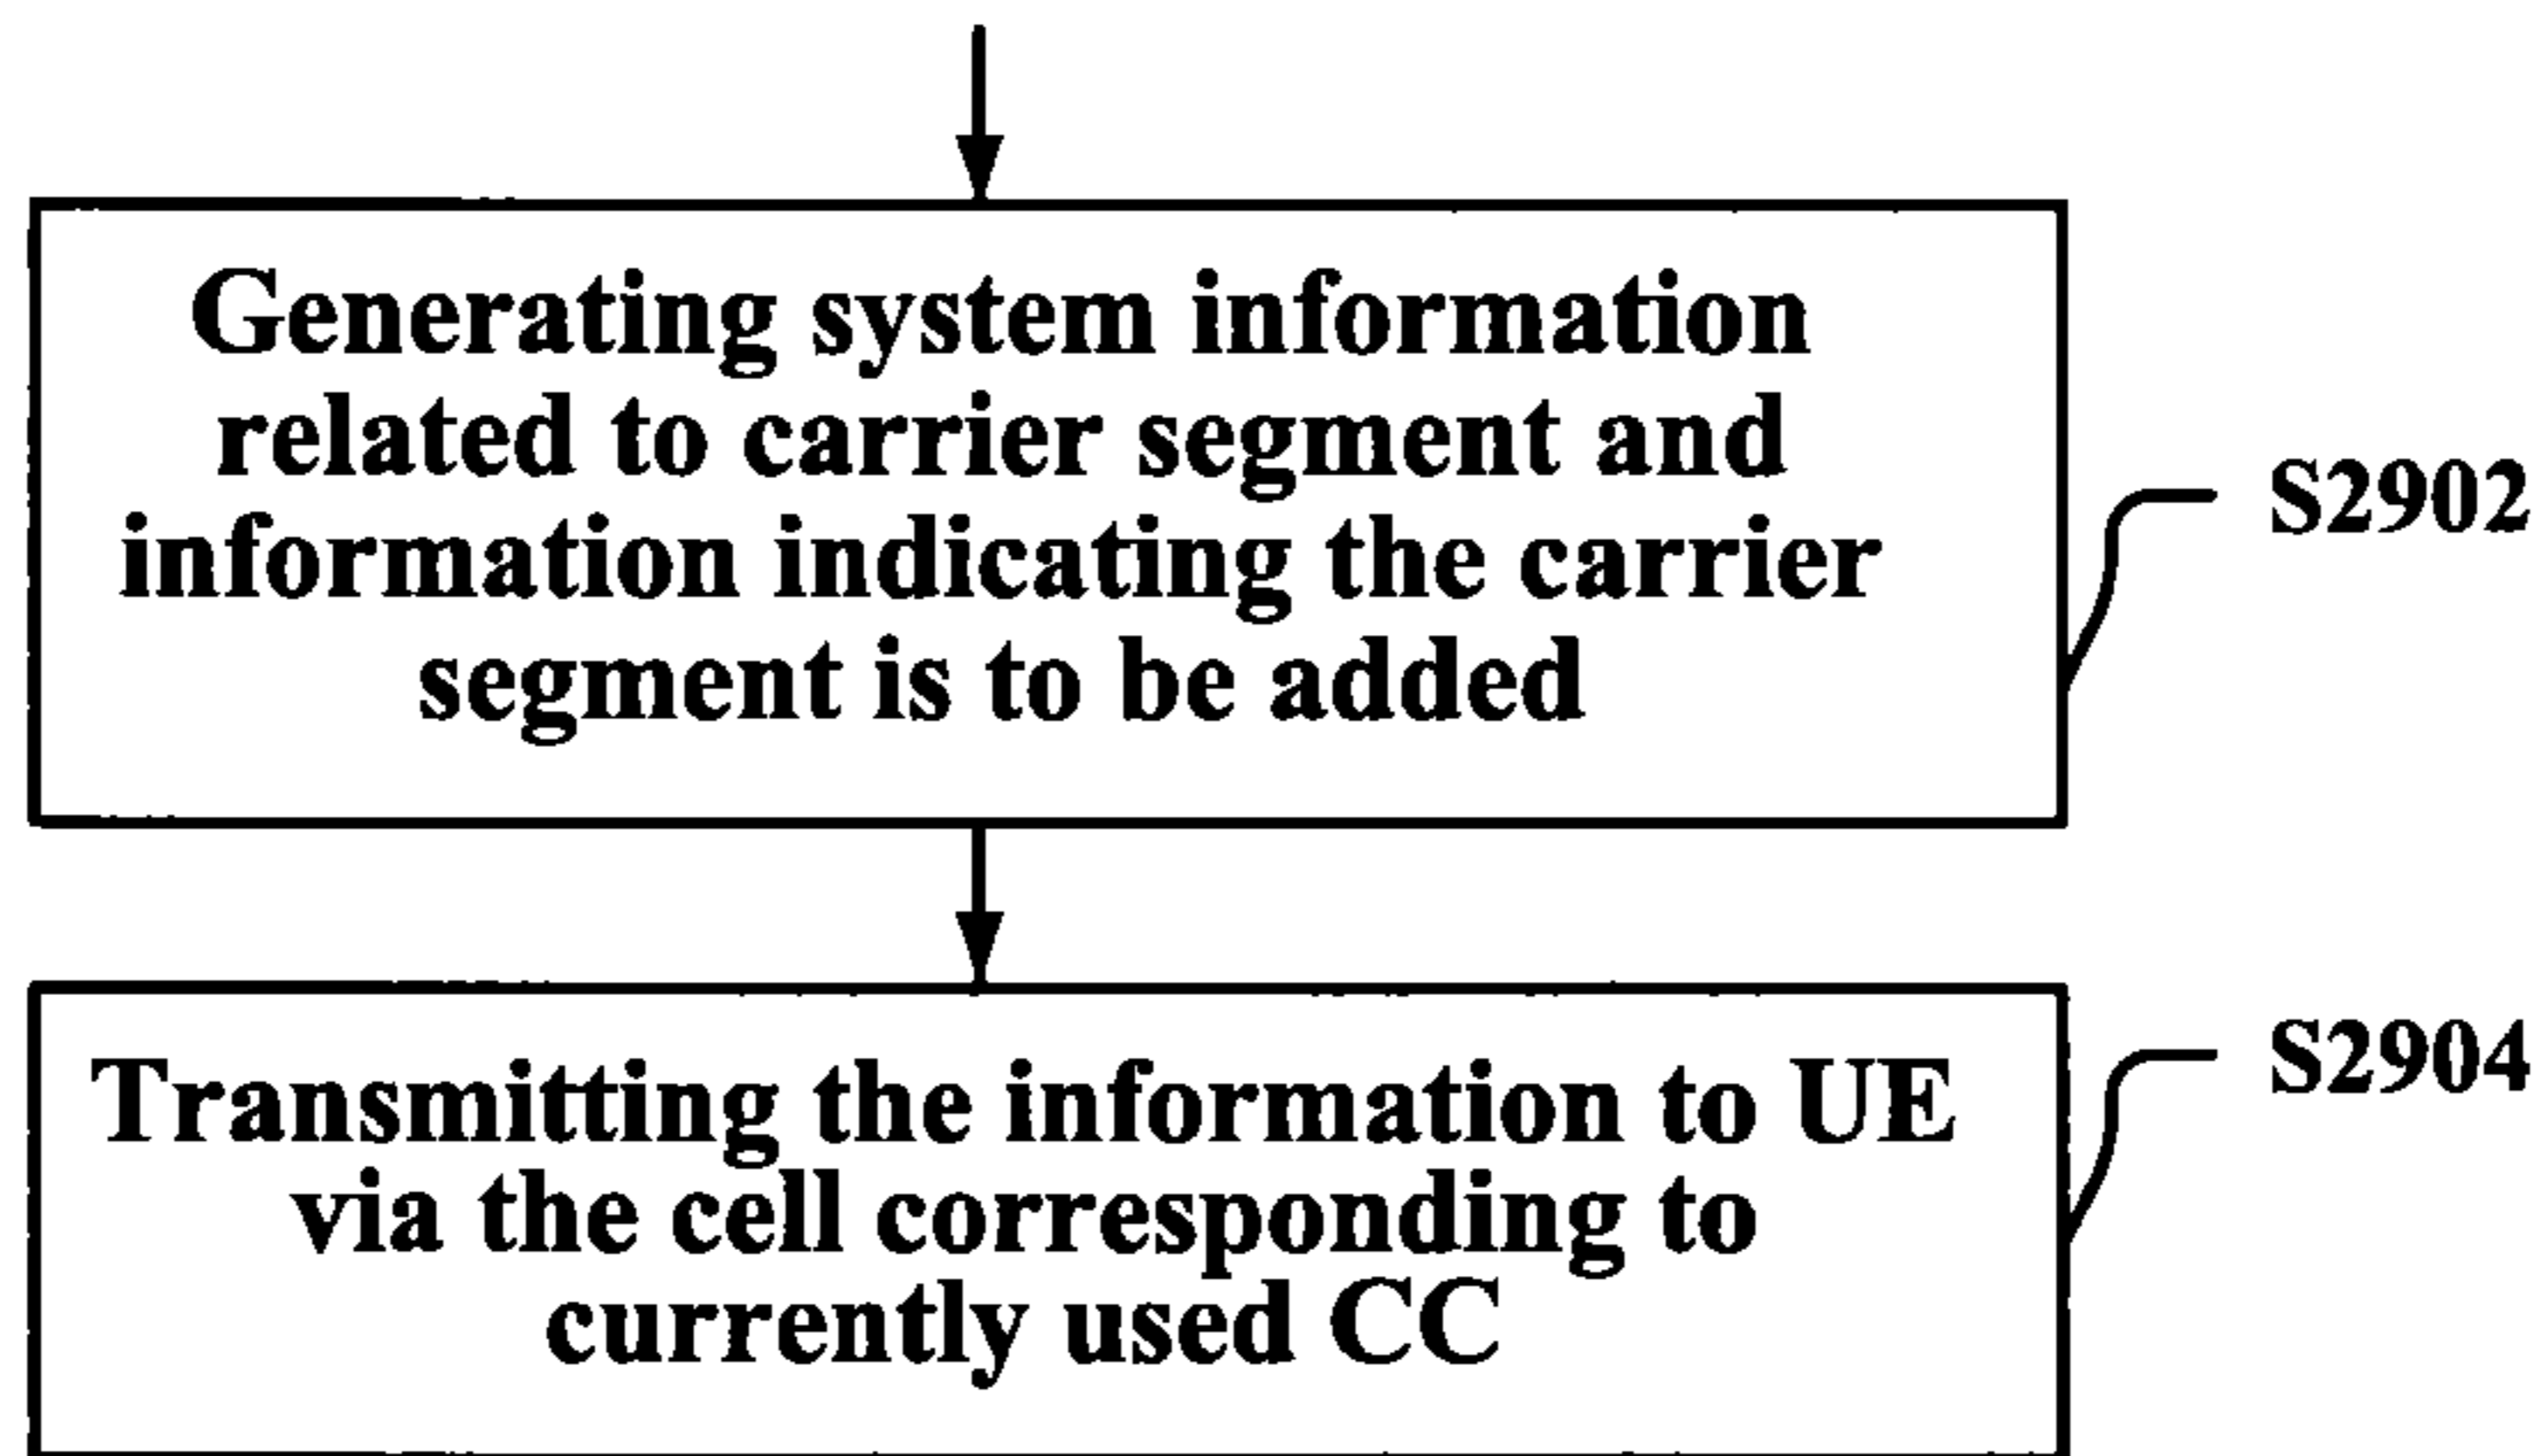 Generating system information
related to carrier segment and
information indicating the carrier
segment is to be added
S2902
Transmitting the information to UE
via the cell corresponding to
currently used CC
S2904